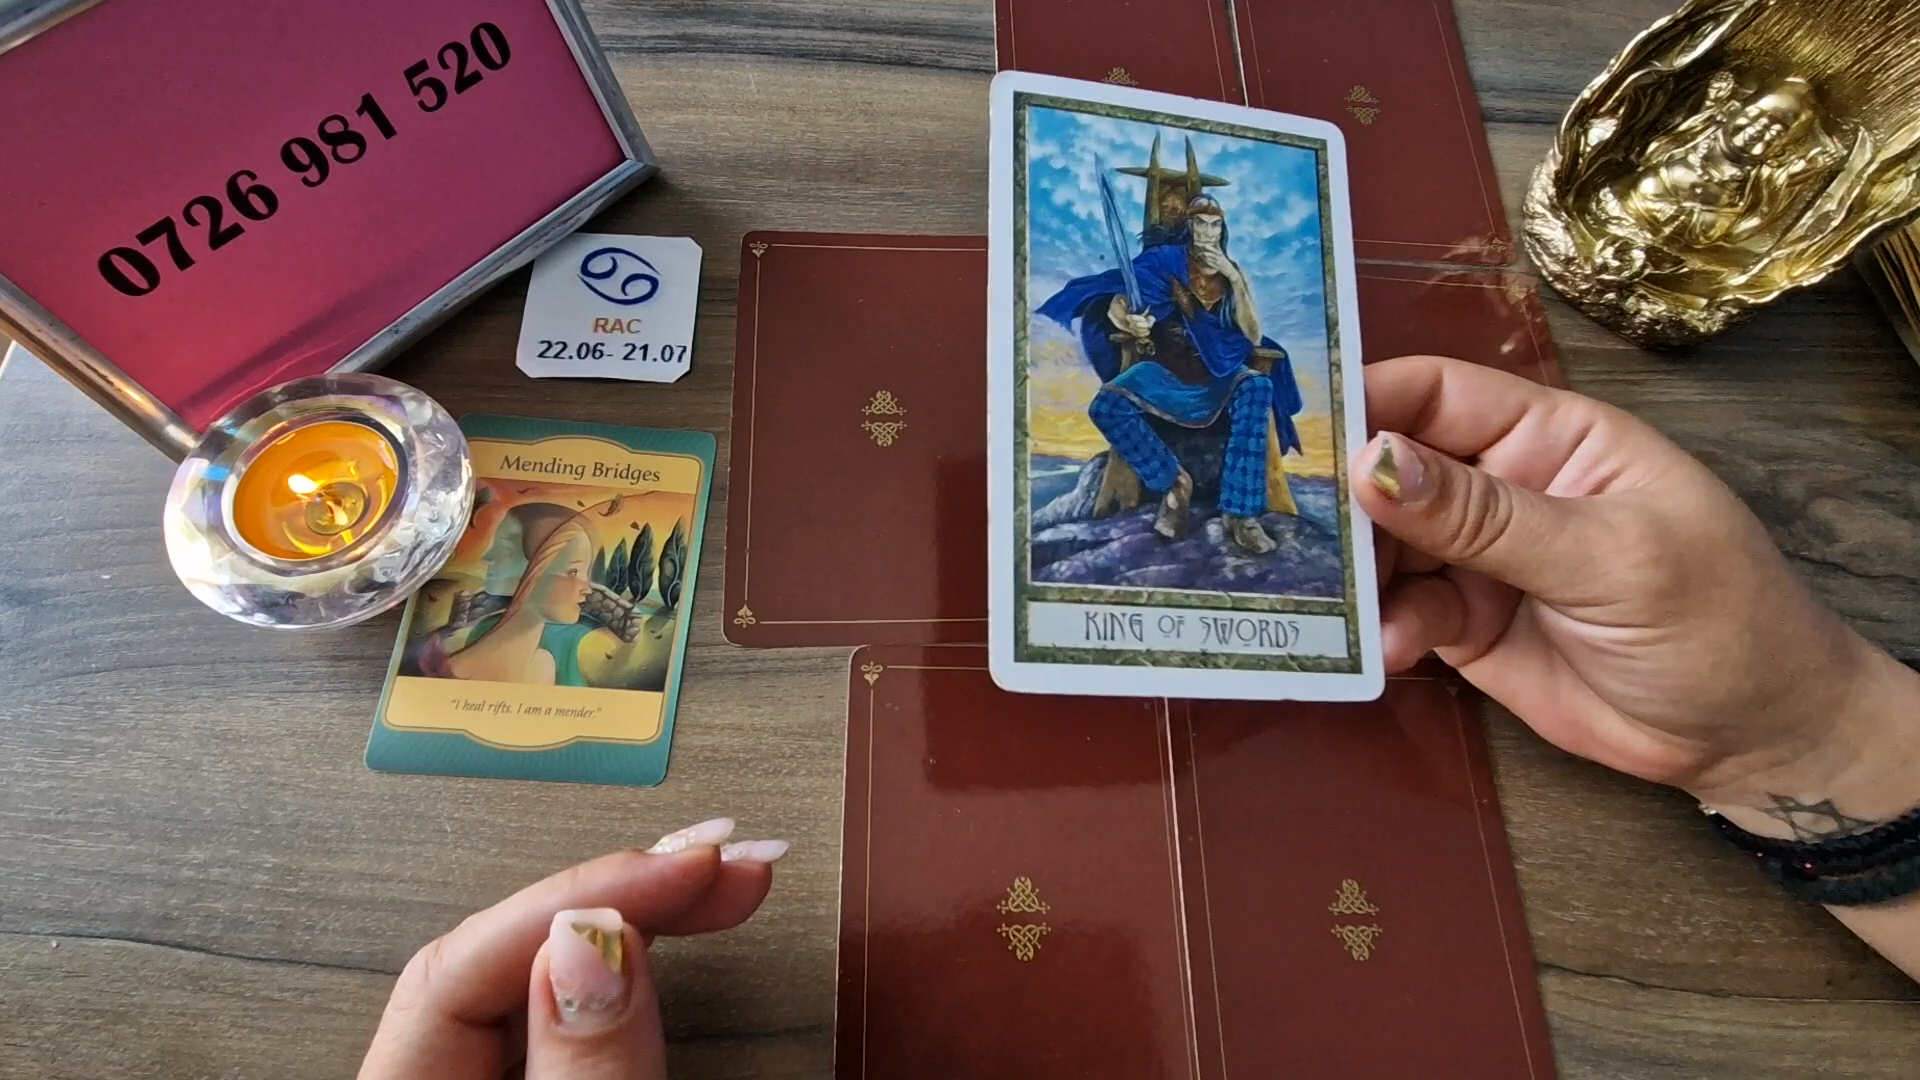 0726 981 520
RAC
22.06- 21.07
Mending Bridges
"I heal rifts. I am a mender."
KING OF SWORDS